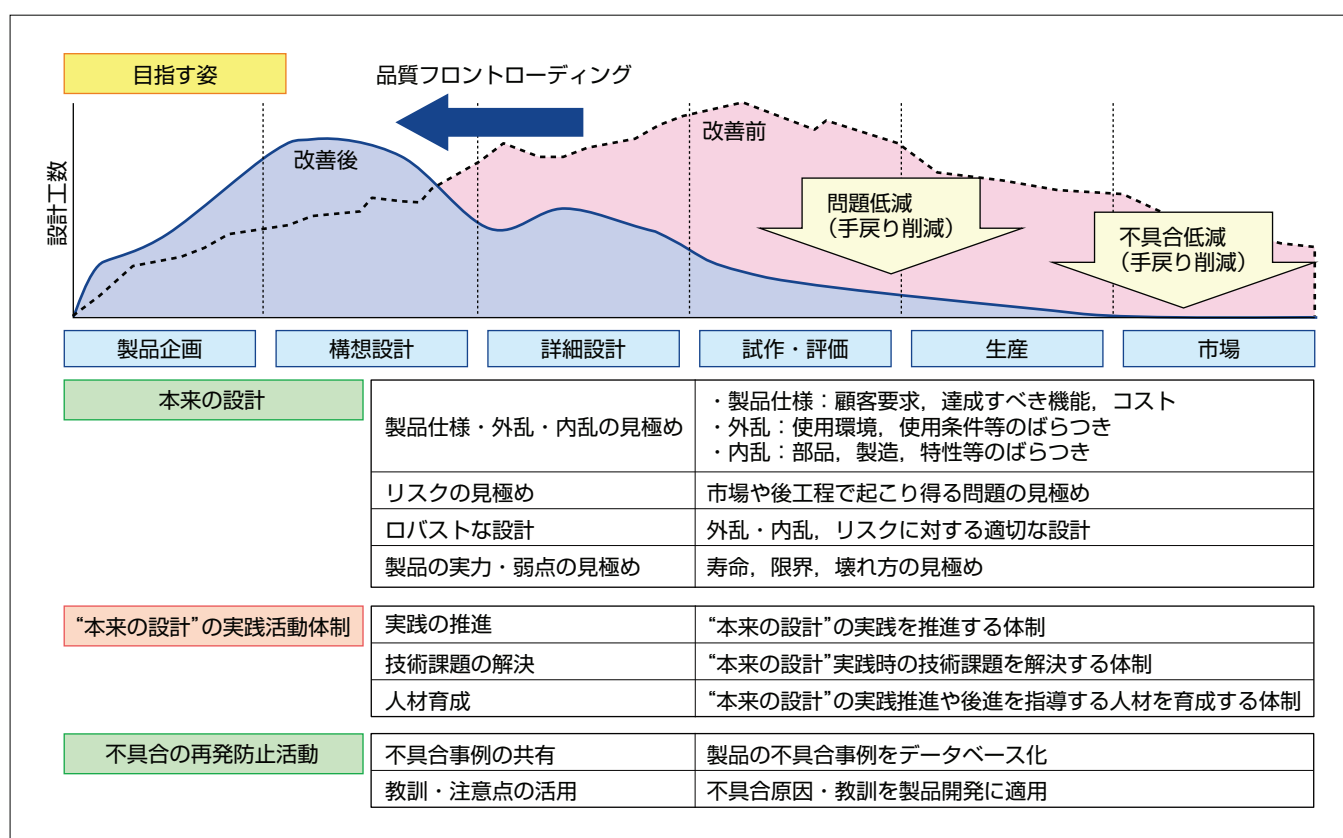 目指す姿
品質フロントローディング
改善前
改善後
設計工数
問題低減
（手戻り削減）
不具合低減
（手戻り削減）
製品企画
構想設計
詳細設計
試作・評価
生産
市場
本来の設計
製品仕様・外乱・内乱の見極め
・製品仕様：顧客要求，達成すべき機能，コスト
・外乱：使用環境，使用条件等のばらつき
・内乱：部品，製造，特性等のばらつき
リスクの見極め
市場や後工程で起こり得る問題の見極め
ロバストな設計
外乱・内乱，リスクに対する適切な設計
製品の実力・弱点の見極め
寿命，限界，壊れ方の見極め
“本来の設計”の実践活動体制
実践の推進
“本来の設計”の実践を推進する体制
技術課題の解決
“本来の設計”実践時の技術課題を解決する体制
人材育成
“本来の設計”の実践推進や後進を指導する人材を育成する体制
不具合の再発防止活動
不具合事例の共有
製品の不具合事例をデータベース化
教訓・注意点の活用
不具合原因・教訓を製品開発に適用